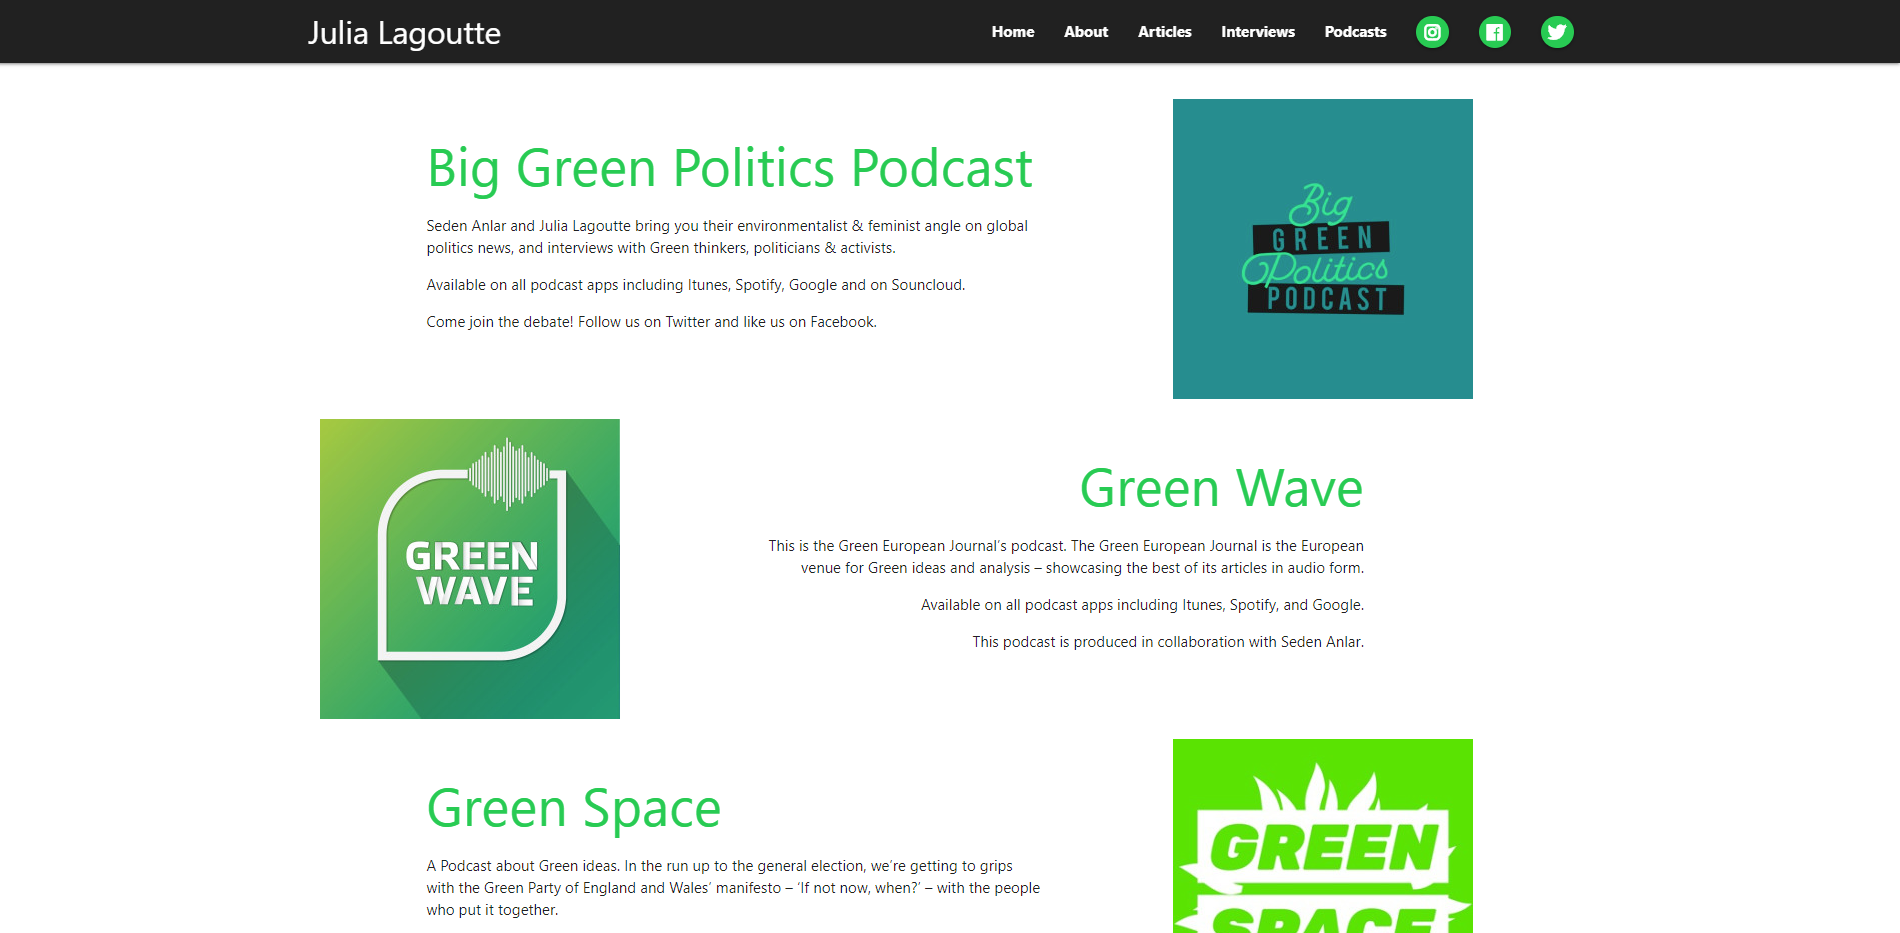 Julia Lagoutte
Home About Articles Interviews Podcasts
Big Green Politics Podcast
Seden Anlar and Julia Lagoutte bring you their environmentalist & feminist angle on global
politics news, and interviews with Green thinkers, politicians & activists.
Available on all podcast apps including Itunes, Spotify, Google and on Souncloud.
Come join the debate! Follow us on Twitter and like us on Facebook.
Big
GREEN
Politics
PODCAST
GREEN
WAVE
Green Wave
This is the Green European Journal’s podcast. The Green European Journal is the European
venue for Green ideas and analysis – showcasing the best of its articles in audio form.
Available on all podcast apps including Itunes, Spotify, and Google.
This podcast is produced in collaboration with Seden Anlar.
Green Space
A Podcast about Green ideas. In the run up to the general election, we’re getting to grips
with the Green Party of England and Wales’ manifesto – ‘If not now, when?’ – with the people
who put it together.
GREEN
SPACE